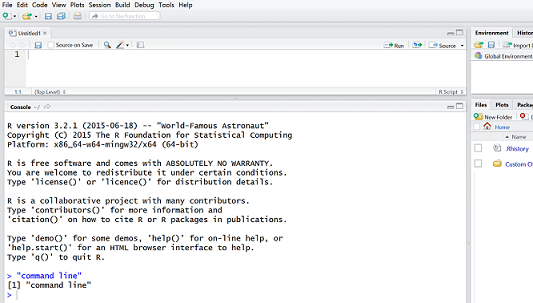 File Edit Code View Plots Session Build Debug Tools Help
Go to file/function
Untitled1
Source on Save
Run
Source
1
1:1 (Top Level)
R Script
Console ~/
R version 3.2.1 (2015-06-18) -- "World-Famous Astronaut"
Copyright (C) 2015 The R Foundation for Statistical Computing
Platform: x86_64-w64-mingw32/x64 (64-bit)
R is free software and comes with ABSOLUTELY NO WARRANTY.
You are welcome to redistribute it under certain conditions.
Type 'license()' or 'licence()' for distribution details.
R is a collaborative project with many contributors.
Type 'contributors()' for more information and
'citation()' on how to cite R or R packages in publications.
Type 'demo()' for some demos, 'help()' for on-line help, or
'help.start()' for an HTML browser interface to help.
Type 'q()' to quit R.
> "command line"
[1] "command line"
>
Environment Histor
Import
Global Environment
Files Plots Packa
New Folder
Home
Name
.Rhistory
Custom O